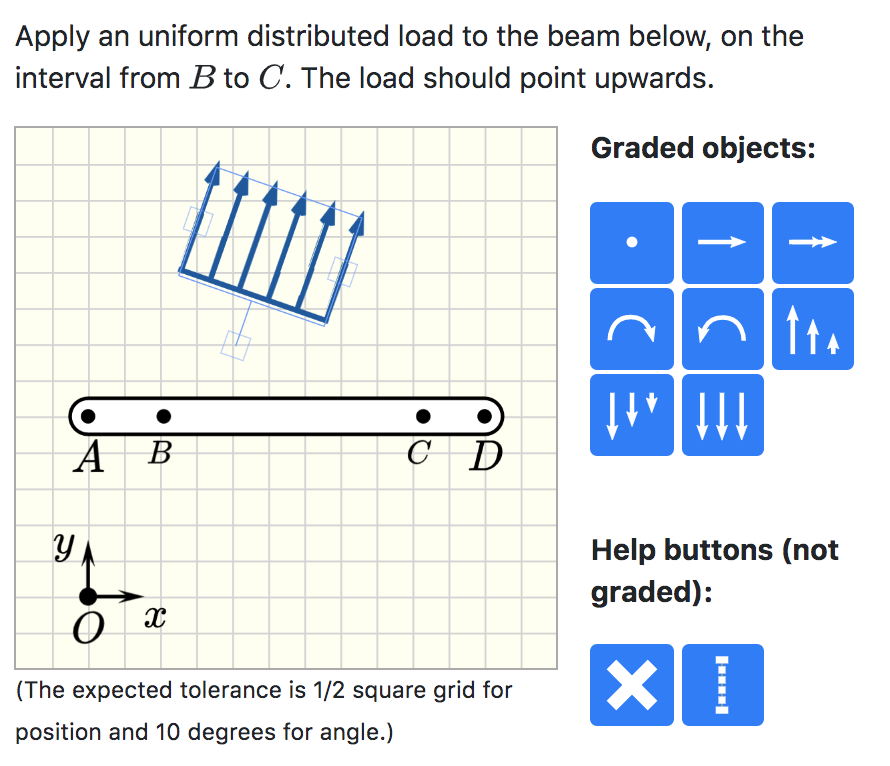 Apply an uniform distributed load to the beam below, on the
interval from B to C. The load should point upwards.
Graded objects:
A B C D
y
O x
Help buttons (not
graded):
(The expected tolerance is 1/2 square grid for
position and 10 degrees for angle.)